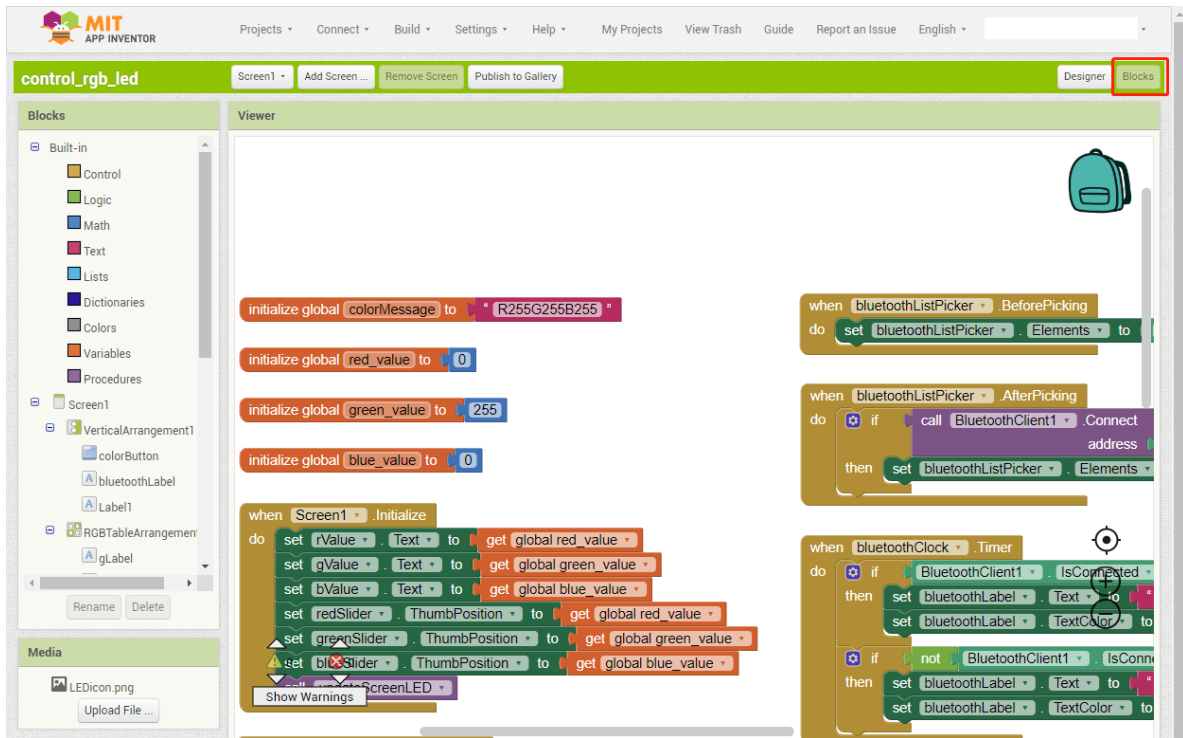 MIT
APP INVENTOR
Projects Connect Build Settings Help My Projects View Trash Guide Report an Issue English
control_rgb_led
Screen1 Add Screen ... Remove Screen Publish to Gallery Designer Blocks
Blocks
Built-in
Control
Logic
Math
Text
Lists
Dictionaries
Colors
Variables
Procedures
Screen1
VerticalArrangement1
colorButton
bluetoothLabel
Label1
RGBTableArrangemen
gLabel
Rename Delete
Media
LEDicon.png
Upload File ...
Viewer
initialize global colorMessage to " R255G255B255 "
initialize global red_value to 0
initialize global green_value to 255
initialize global blue_value to 0
when Screen1 .Initialize
do set rValue . Text to get global red_value
set gValue . Text to get global green_value
set bValue . Text to get global blue_value
set redSlider . ThumbPosition to get global red_value
set greenSlider . ThumbPosition to get global green_value
set Slider . ThumbPosition to get global blue_value
ScreenLED
Show Warnings
when bluetoothListPicker .BeforePicking
do set bluetoothListPicker . Elements to
when bluetoothListPicker .AfterPicking
do if call BluetoothClient1 .Connect
address
then set bluetoothListPicker . Elements
when bluetoothClock .Timer
do if BluetoothClient1 . IsConnected
then set bluetoothLabel . Text to "
set bluetoothLabel . TextColor to
if not BluetoothClient1 . IsConn
then set bluetoothLabel . Text to "
set bluetoothLabel . TextColor to